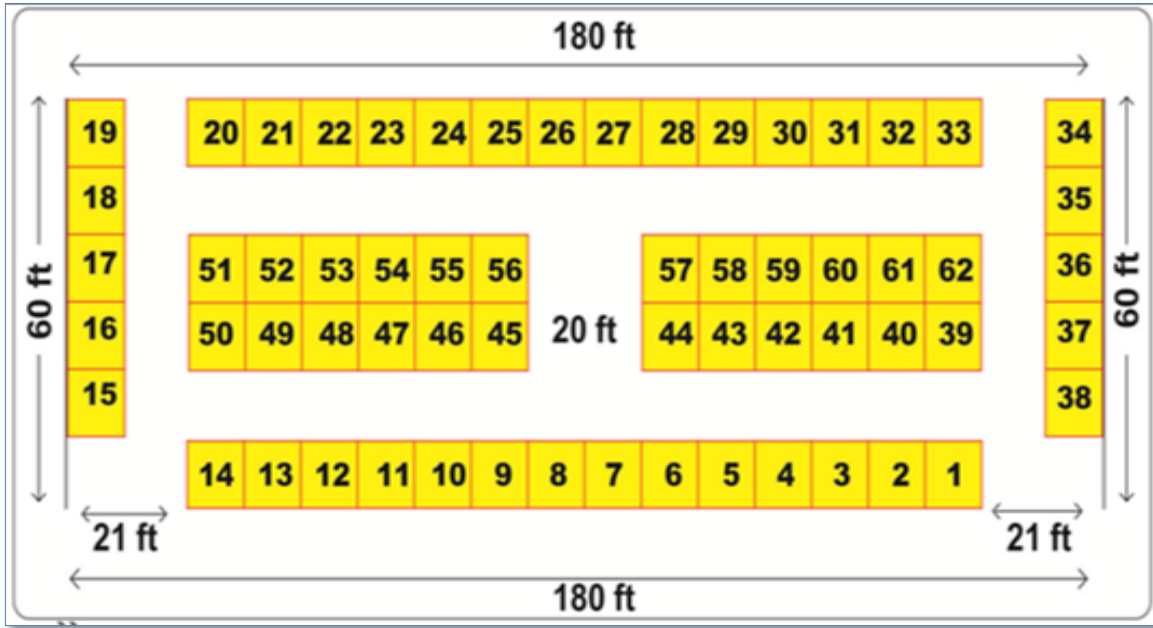 180 ft
19 20 21 22 23 24 25 26 27 28 29 30 31 32 33 34
18 35
17 51 52 53 54 55 56 57 58 59 60 61 62 36
60 ft 60 ft
16 50 49 48 47 46 45 20 ft 44 43 42 41 40 39 37
15 38
14 13 12 11 10 9 8 7 6 5 4 3 2 1
21 ft 21 ft
180 ft